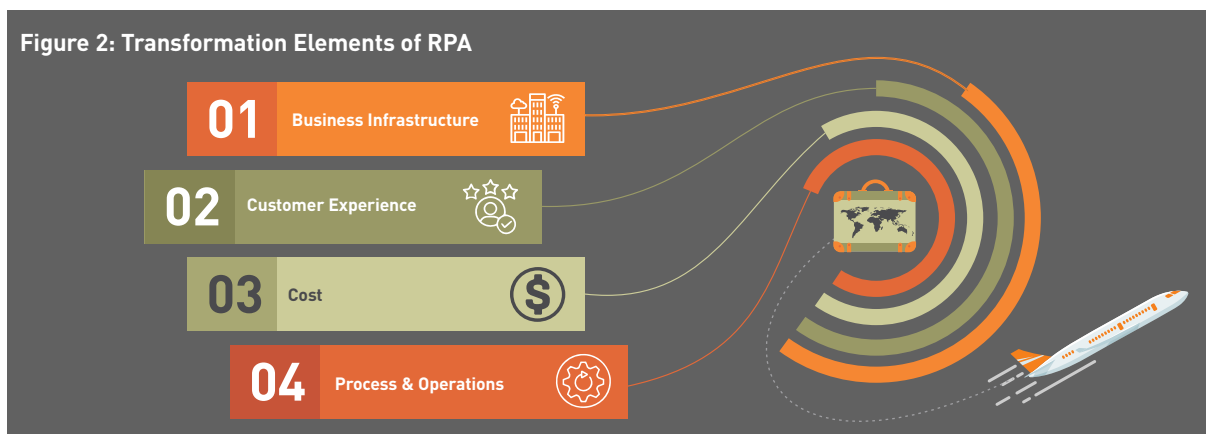 Figure 2: Transformation Elements of RPA
01 Business Infrastructure
02 Customer Experience
03 Cost $
04 Process & Operations